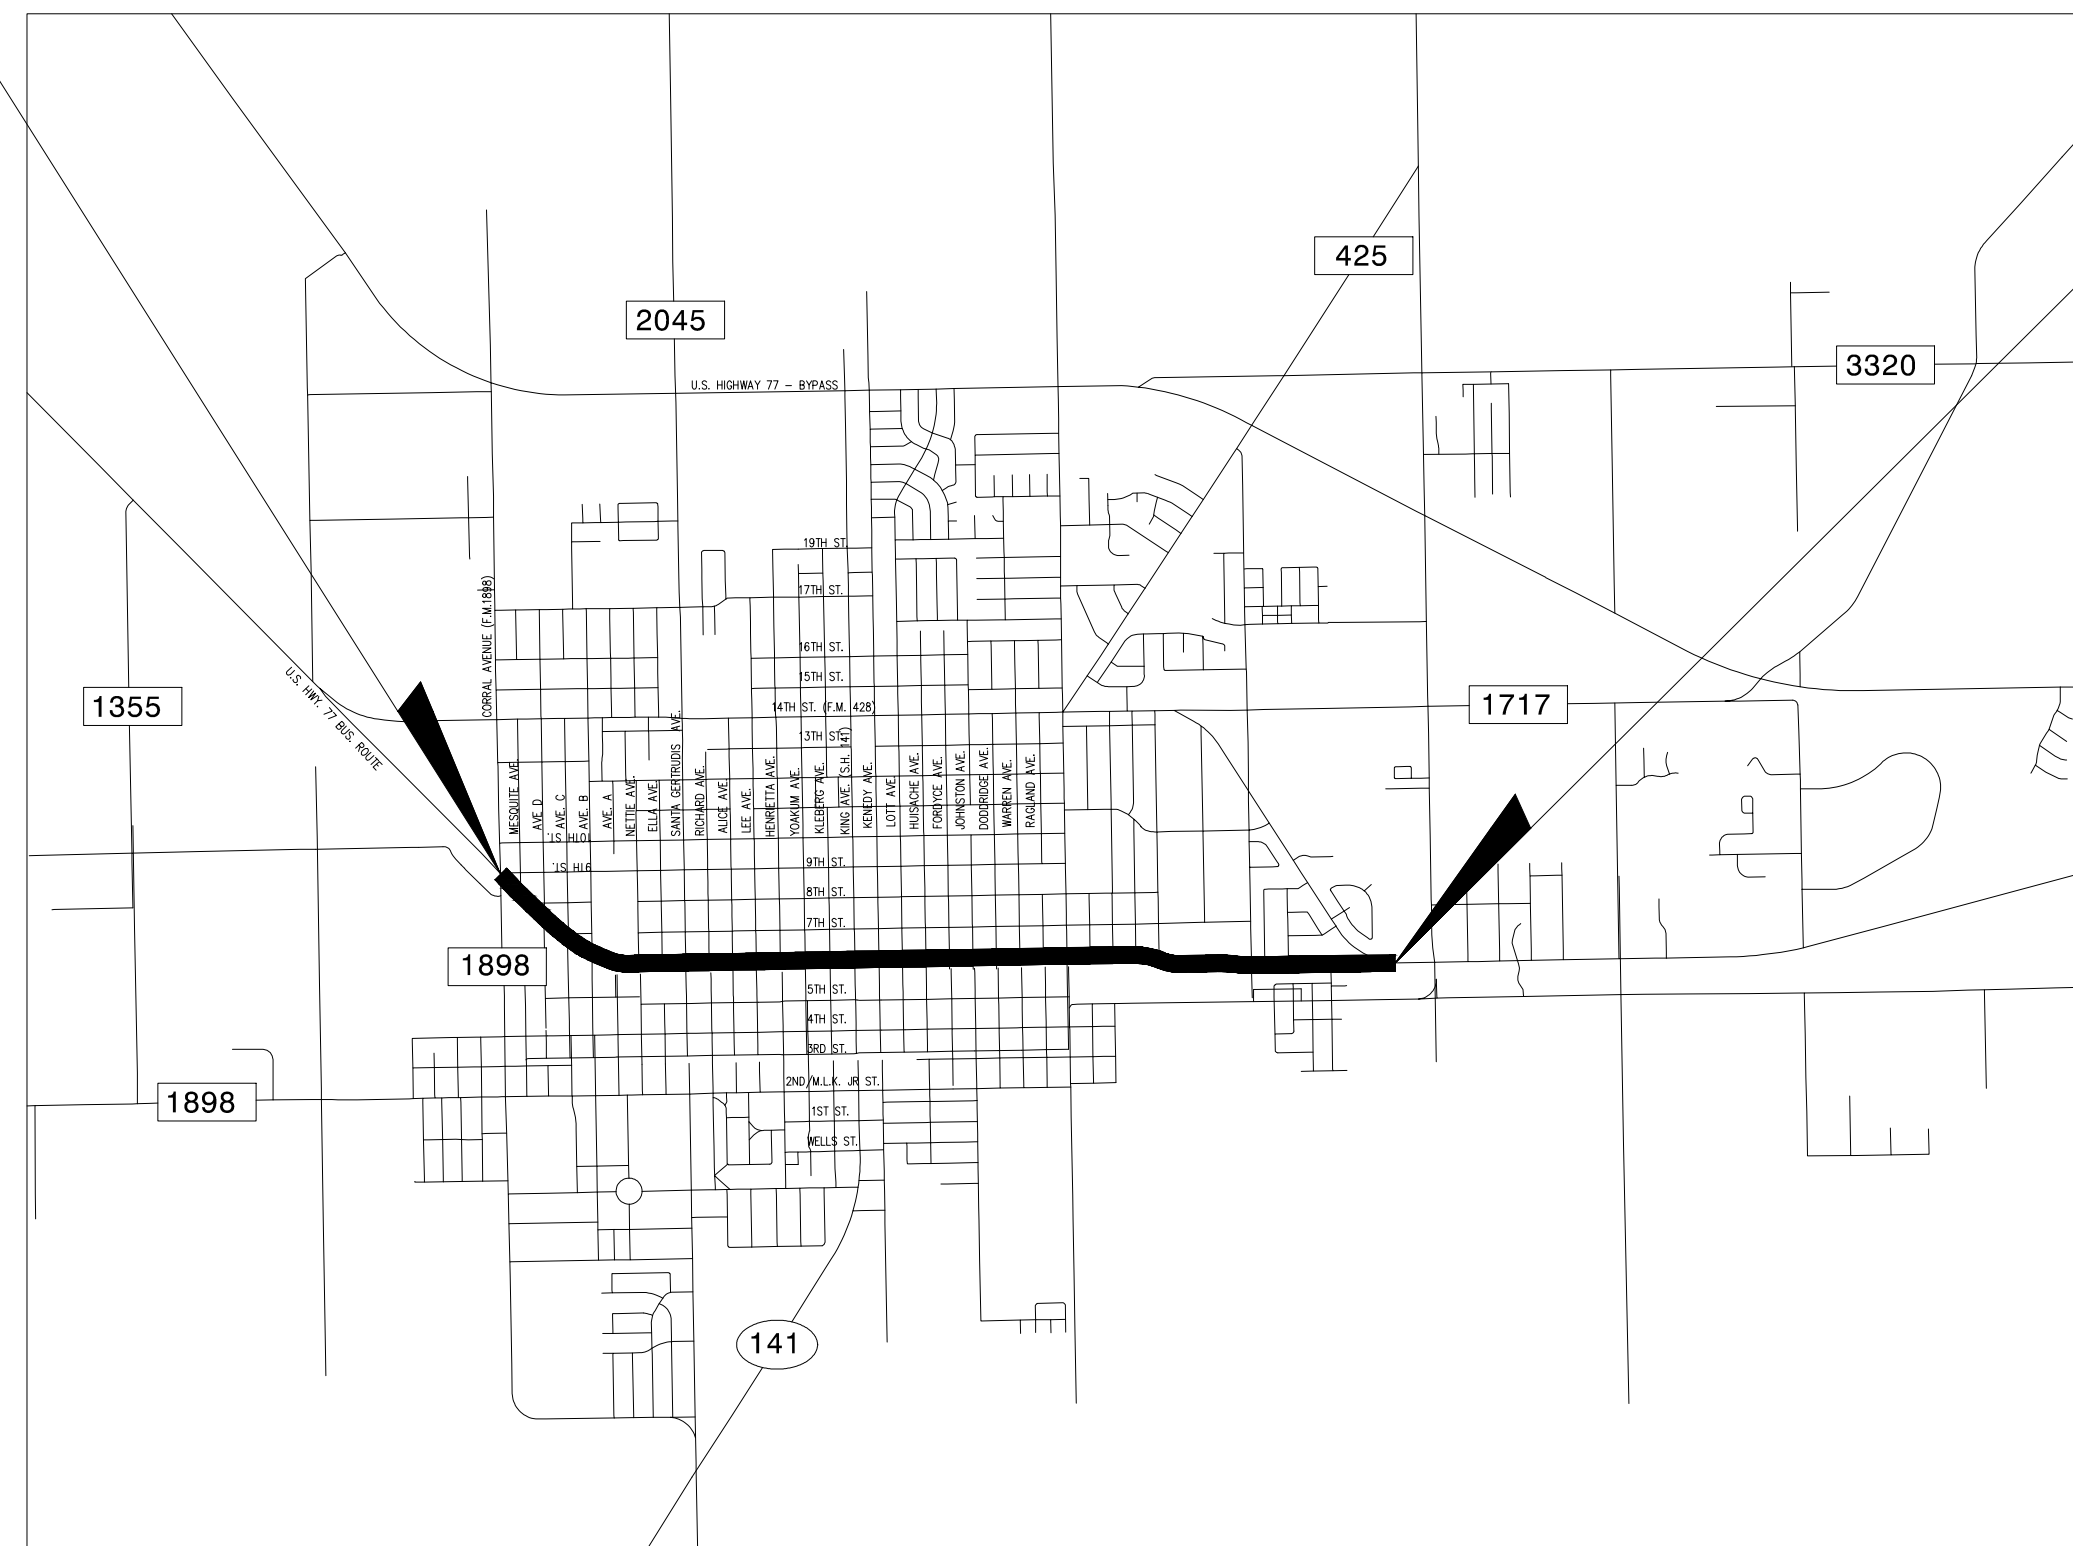 425
2045
3320
U.S. HIGHWAY 77 - BYPASS
19TH ST.
17TH ST.
CORRAL AVENUE (F.M.1898)
16TH ST.
15TH ST.
1355
U.S. HWY. 77 BUS. ROUTE
14TH ST. (F.M. 428)
1717
13TH ST.
MESQUITE AVE.
AVE D
AVE. C
AVE. B
AVE. A
NETTIE AVE.
ELLA AVE.
SANTA GERTRUDIS AVE.
RICHARD AVE.
ALICE AVE.
LEE AVE.
HENRIETTA AVE.
YOAKUM AVE.
KLEBERG AVE.
KING AVE. (S.H. 141)
KENEDY AVE.
LOTT AVE.
HUISACHE AVE.
FORDYCE AVE.
JOHNSTON AVE.
DODDRIDGE AVE.
WARREN AVE.
RAGLAND AVE.
10TH ST.
9TH ST.
9TH ST.
8TH ST.
7TH ST.
1898
5TH ST.
4TH ST.
3RD ST.
2ND/M.L.K. JR ST.
1898
1ST ST.
WELLS ST.
141